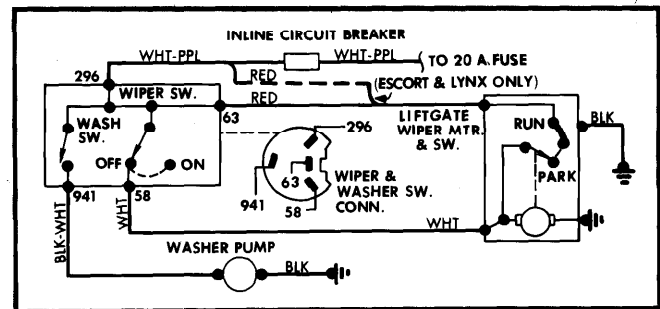 INLINE CIRCUIT BREAKER
WHT-PPL
WHT-PPL
TO 20 A. FUSE
296
RED
(ESCORT & LYNX ONLY)
WIPER SW.
RED
63
LIFTGATE
WIPER MTR.
& SW.
WASH
SW.
RUN
BLK
296
OFF
ON
PARK
63
WIPER &
WASHER SW.
CONN.
941
58
941
58
BLK-WHT
WHT
WHT
WASHER PUMP
BLK